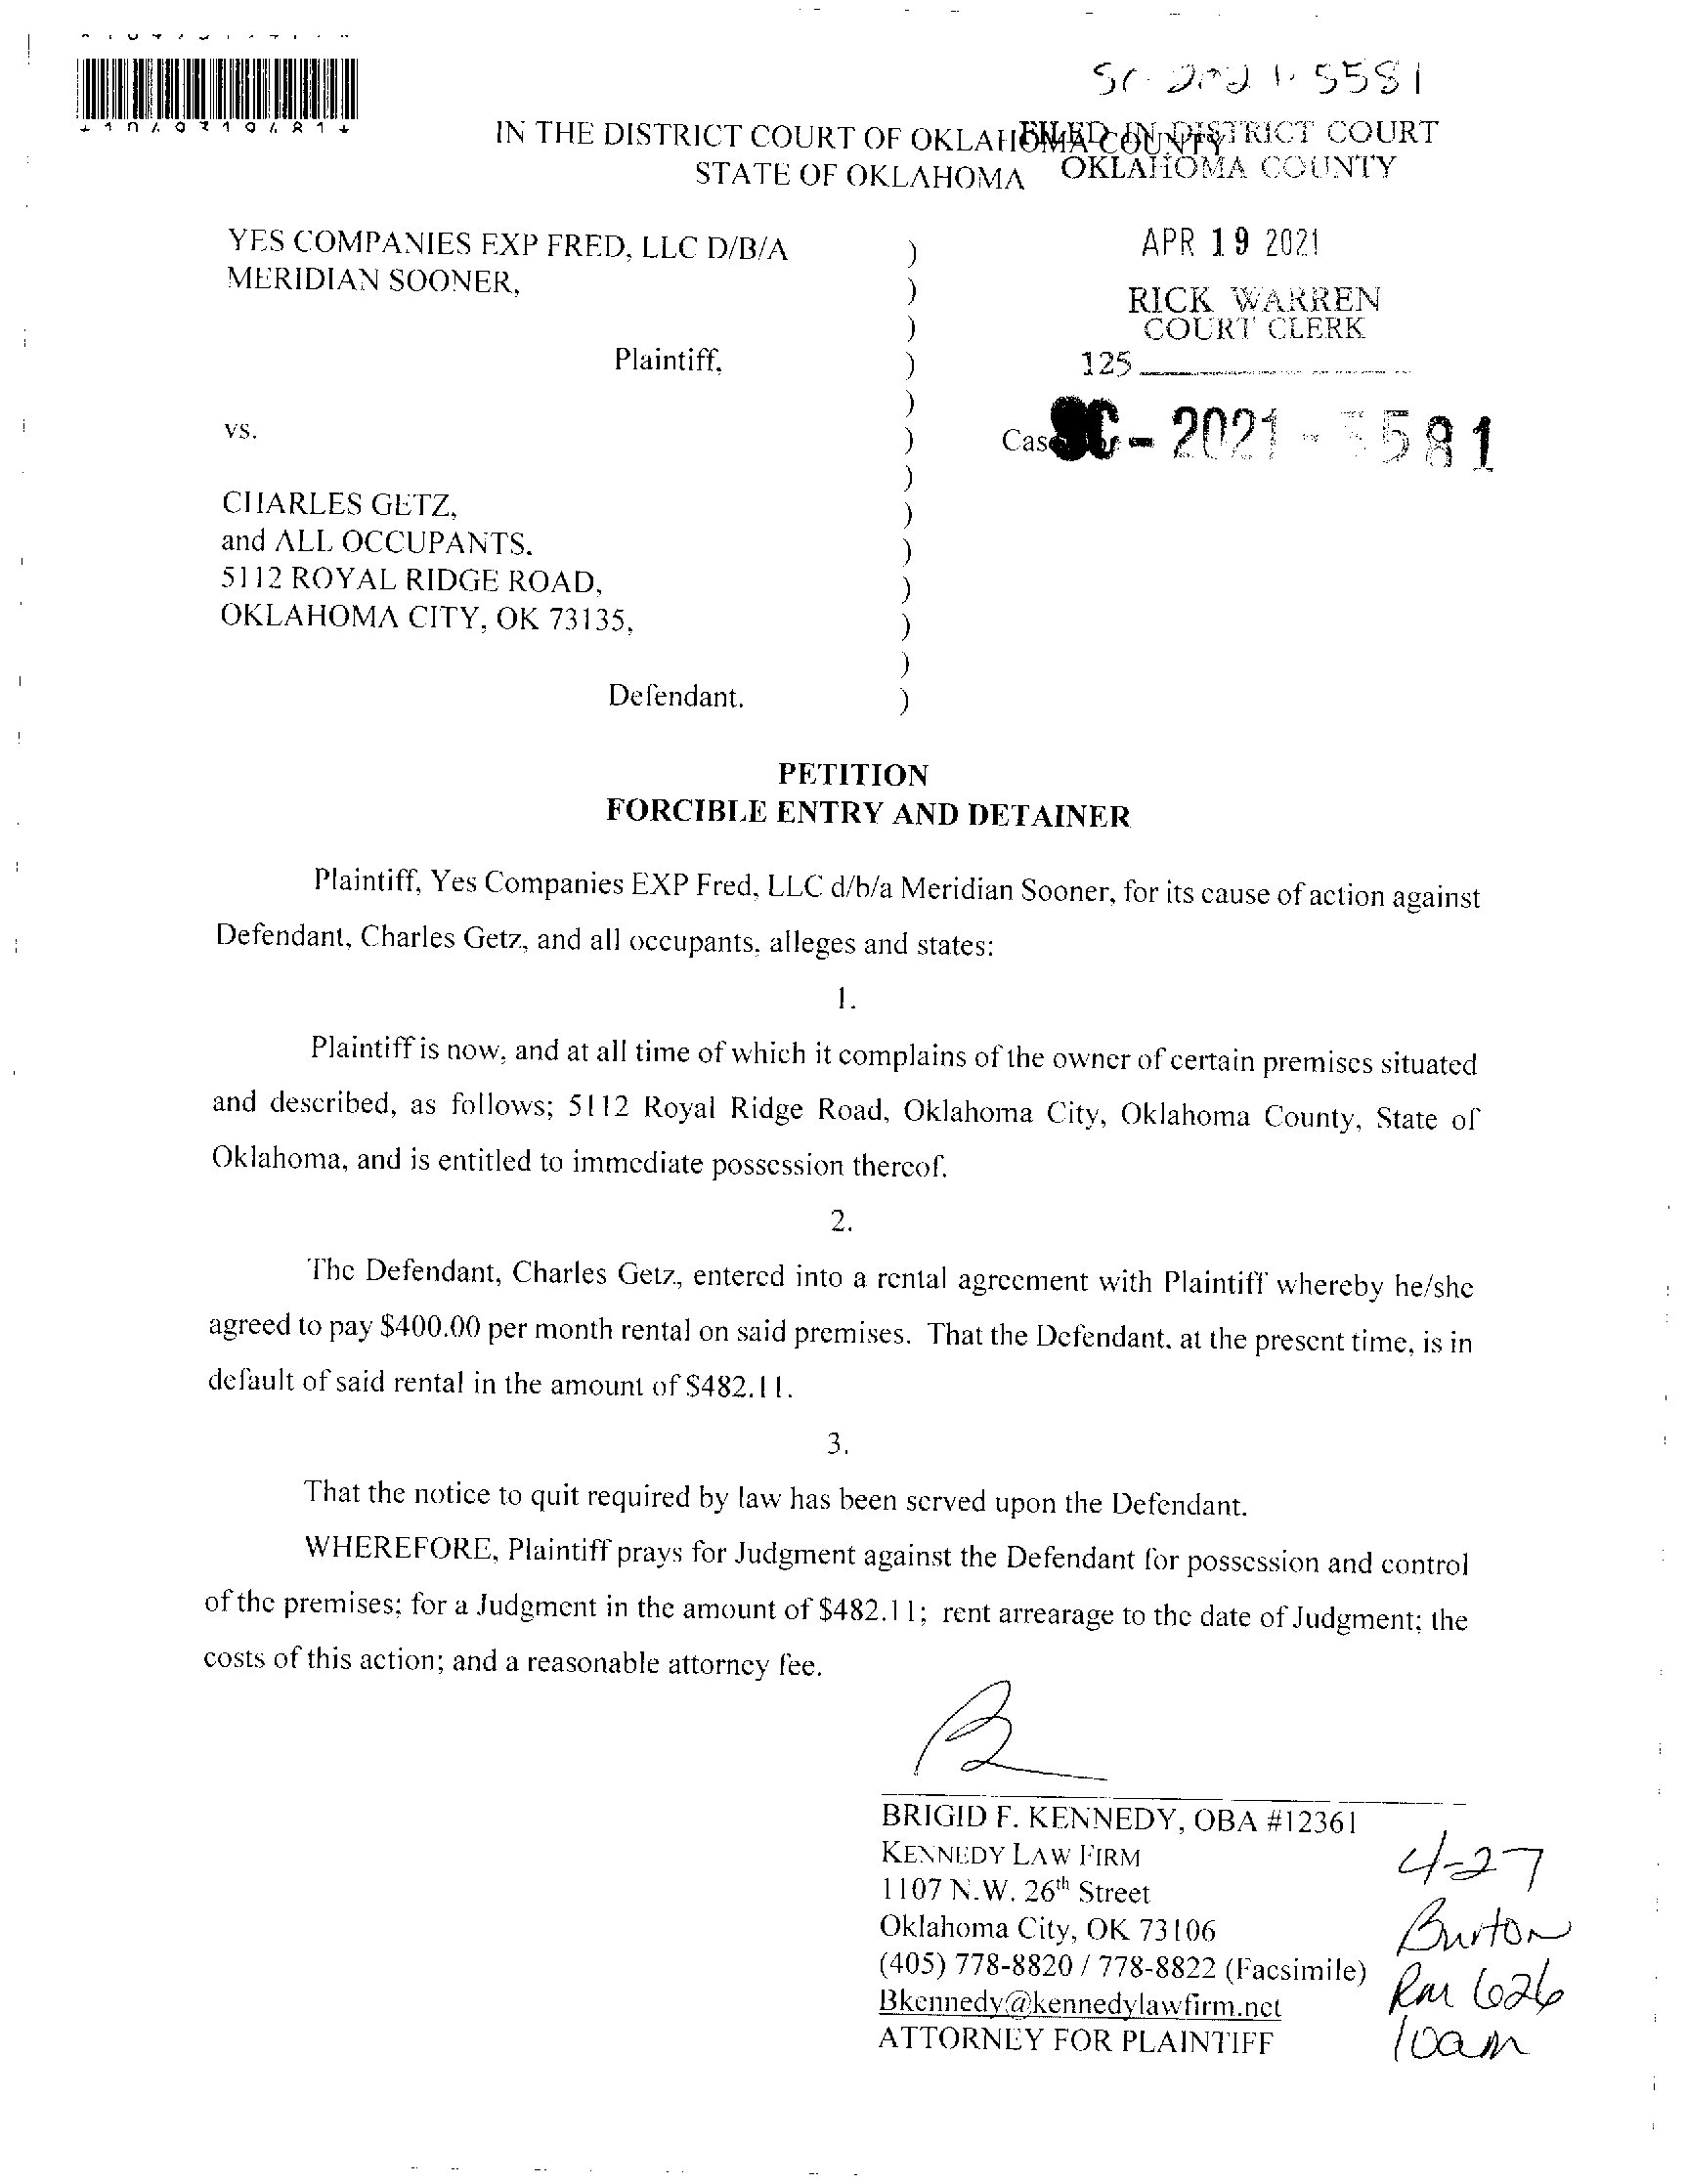 SC-2021-5581
IN THE DISTRICT COURT OF OKLAHOMA COUNTY
STATE OF OKLAHOMA
FILED IN DISTRICT COURT
OKLAHOMA COUNTY
APR 19 2021
RICK WARREN
COURT CLERK
125
YES COMPANIES EXP FRED, LLC D/B/A
MERIDIAN SOONER,
Plaintiff,
vs.
SC-2021-5581
CHARLES GETZ,
and ALL OCCUPANTS.
5112 ROYAL RIDGE ROAD,
OKLAHOMA CITY, OK 73135,
Defendant.
PETITION
FORCIBLE ENTRY AND DETAINER
Plaintiff, Yes Companies EXP Fred, LLC d/b/a Meridian Sooner, for its cause of action against
Defendant, Charles Getz, and all occupants, alleges and states:
1.
Plaintiff is now, and at all time of which it complains of the owner of certain premises situated
and described, as follows; 5112 Royal Ridge Road, Oklahoma City, Oklahoma County, State of
Oklahoma, and is entitled to immediate possession thereof.
2.
The Defendant, Charles Getz, entered into a rental agreement with Plaintiff whereby he/she
agreed to pay $400.00 per month rental on said premises. That the Defendant. at the present time, is in
default of said rental in the amount of $482.11.
3.
That the notice to quit required by law has been served upon the Defendant.
WHEREFORE, Plaintiff prays for Judgment against the Defendant for possession and control
of the premises; for a Judgment in the amount of $482.11; rent arrearage to the date of Judgment; the
costs of this action; and a reasonable attorney fee.
BRIGID F. KENNEDY, OBA #12361
KENNEDY LAW FIRM
1107 N.W. 26th Street
Oklahoma City, OK 73106
(405) 778-8820 / 778-8822 (Facsimile)
Bkennedy@kennedylawfirm.net
ATTORNEY FOR PLAINTIFF
4-27
Burton
Rm 626
10am